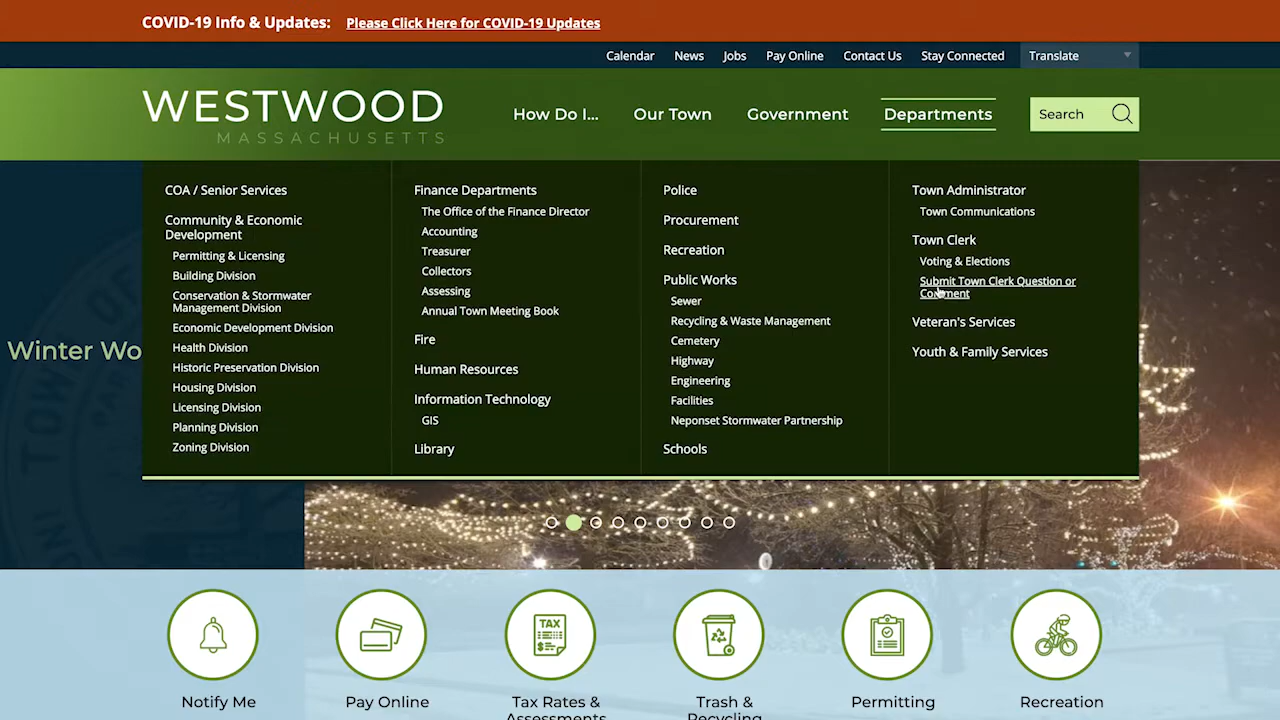 COVID-19 Info & Updates: Please Click Here for COVID-19 Updates
Calendar News Jobs Pay Online Contact Us Stay Connected Translate
WESTWOOD
MASSACHUSETTS
How Do I... Our Town Government Departments Search
COA / Senior Services
Community & Economic
Development
Permitting & Licensing
Building Division
Conservation & Stormwater
Management Division
Economic Development Division
Health Division
Historic Preservation Division
Housing Division
Licensing Division
Planning Division
Zoning Division
Finance Departments
The Office of the Finance Director
Accounting
Treasurer
Collectors
Assessing
Annual Town Meeting Book
Fire
Human Resources
Information Technology
GIS
Library
Police
Procurement
Recreation
Public Works
Sewer
Recycling & Waste Management
Cemetery
Highway
Engineering
Facilities
Neponset Stormwater Partnership
Schools
Town Administrator
Town Communications
Town Clerk
Voting & Elections
Submit Town Clerk Question or
Comment
Veteran's Services
Youth & Family Services
Winter Wo
Notify Me
Pay Online
TAX
Tax Rates &
Assessments
Trash &
Recycling
Permitting
Recreation